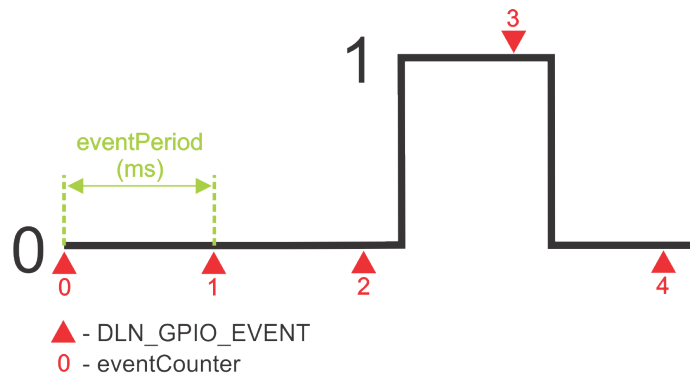 3
1
eventPeriod
(ms)
0
0
1
2
4
- DLN_GPIO_EVENT
0 - eventCounter